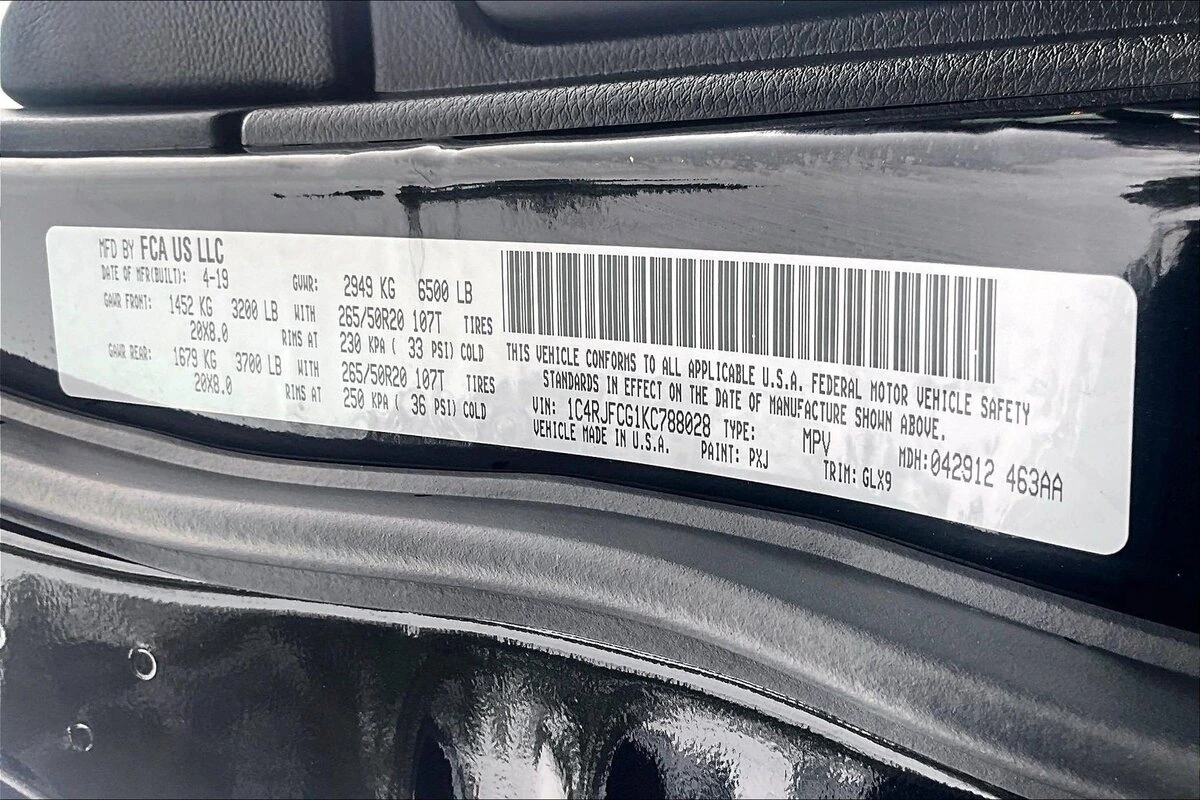 MFD BY FCA US LLC
DATE OF MFR(BUILT): 4-19 GVWR: 2949 KG 6500 LB
GAWR FRONT: 1452 KG 3200 LB WITH 265/50R20 107T TIRES
20X8.0 RIMS AT 230 KPA ( 33 PSI) COLD
GAWR REAR: 1679 KG 3700 LB WITH 265/50R20 107T TIRES
20X8.0 RIMS AT 250 KPA ( 36 PSI) COLD
THIS VEHICLE CONFORMS TO ALL APPLICABLE U.S.A. FEDERAL MOTOR VEHICLE SAFETY
STANDARDS IN EFFECT ON THE DATE OF MANUFACTURE SHOWN ABOVE.
VIN: 1C4RJFCG1KC788028 TYPE: MPV MDH:042912 463AA
VEHICLE MADE IN U.S.A. PAINT: PXJ TRIM: GLX9